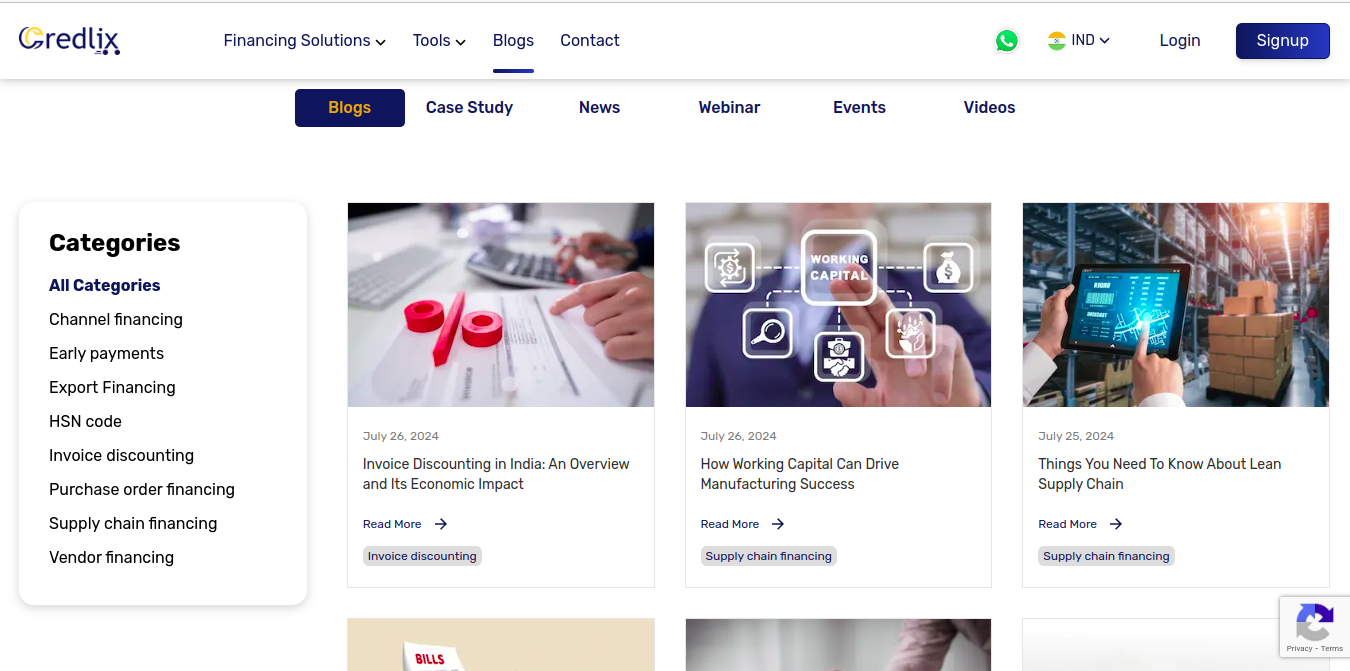 Credlix
Financing Solutions
Tools
Blogs
Contact
IND
Login
Signup
Blogs
Case Study
News
Webinar
Events
Videos
Categories
All Categories
Channel financing
Early payments
Export Financing
HSN code
Invoice discounting
Purchase order financing
Supply chain financing
Vendor financing
July 26, 2024
Invoice Discounting in India: An Overview
and Its Economic Impact
Read More
Invoice discounting
WORKING
CAPITAL
July 26, 2024
How Working Capital Can Drive
Manufacturing Success
Read More
Supply chain financing
July 25, 2024
Things You Need To Know About Lean
Supply Chain
Read More
Supply chain financing
BILLS
Privacy - Terms